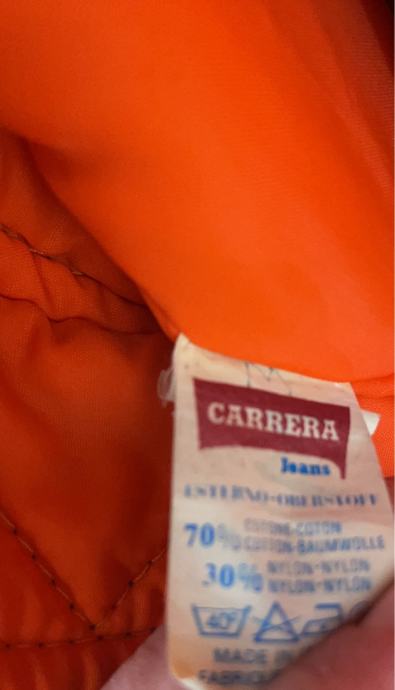 M
CARRERA
Jeans
ESTERNO-OBERSTOFF
70% COTONE-COTON
COTTON-BAUMWOLLE
30% NYLON-NYLON
NYLON-NYLON
40°
MADE IN